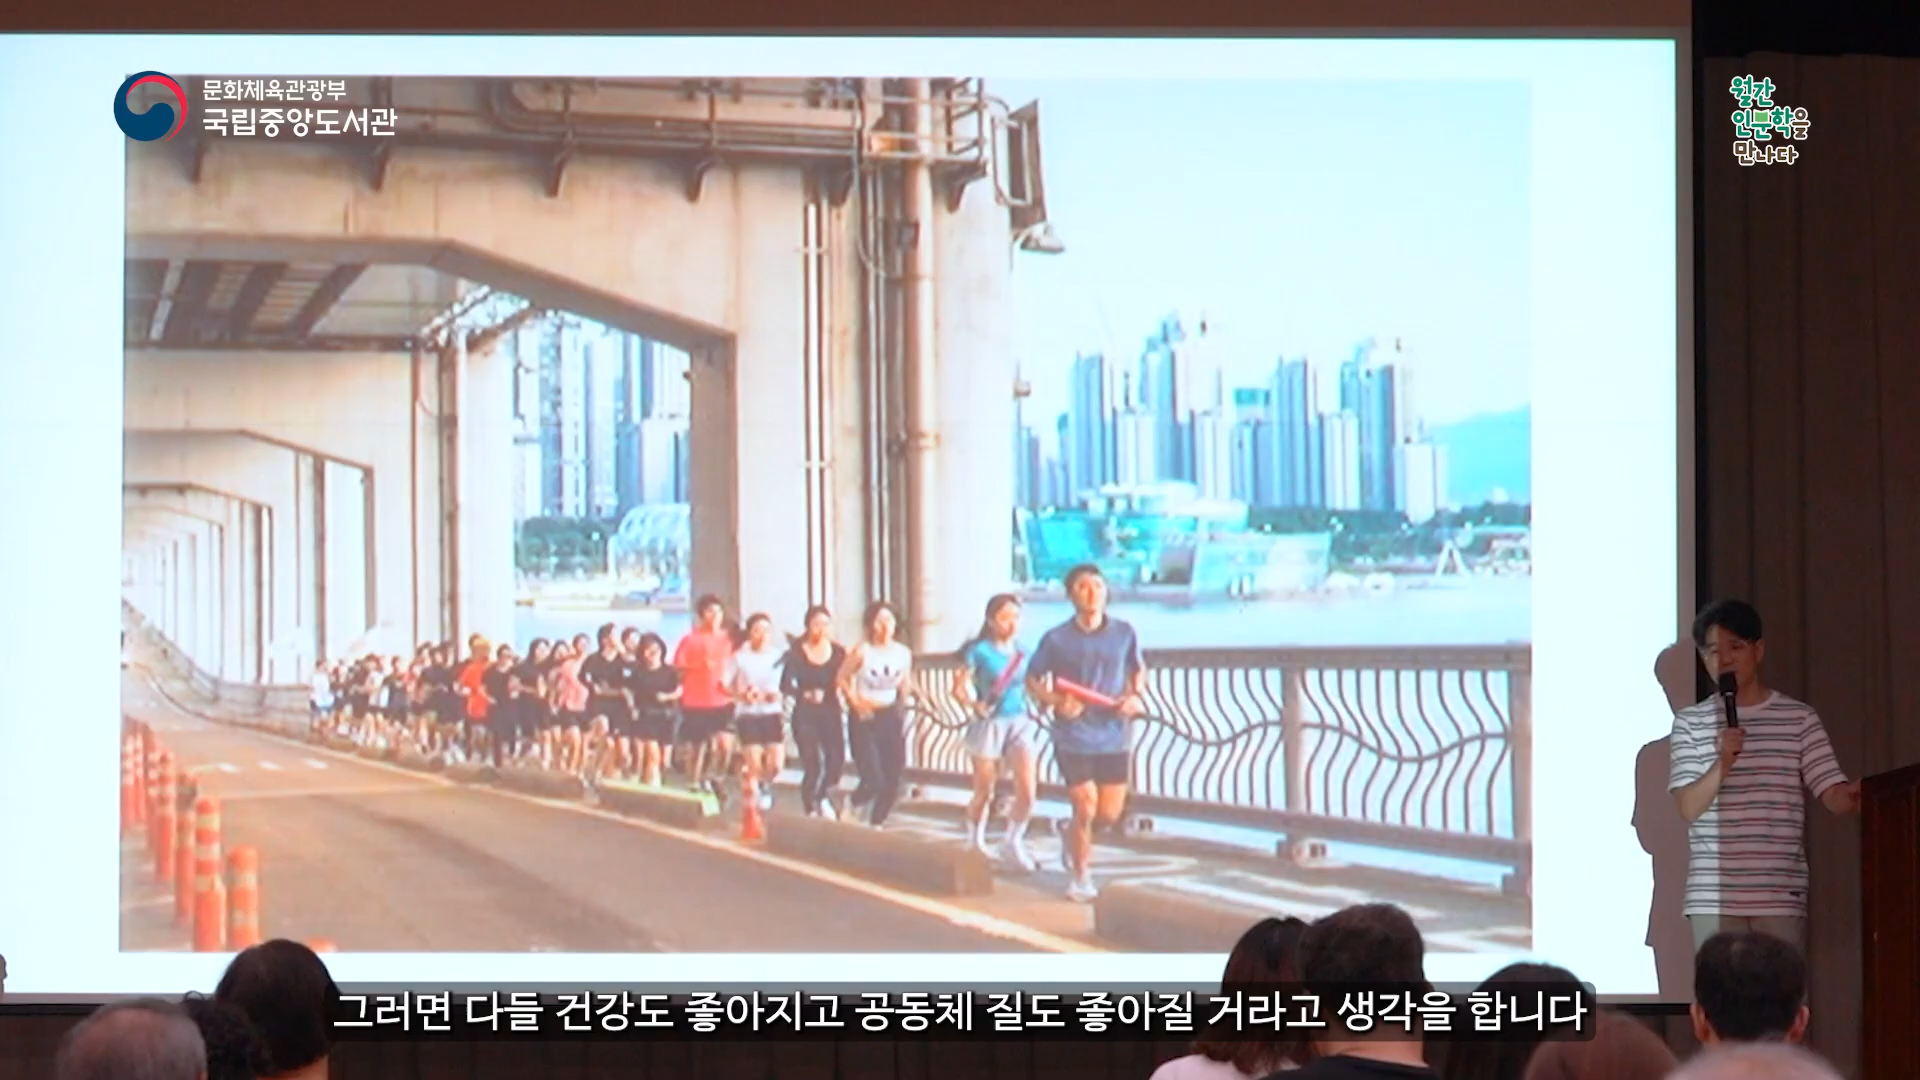 문화체육관광부
국립중앙도서관
월간
인문학을
만나다
그러면 다들 건강도 좋아지고 공동체 질도 좋아질 거라고 생각을 합니다